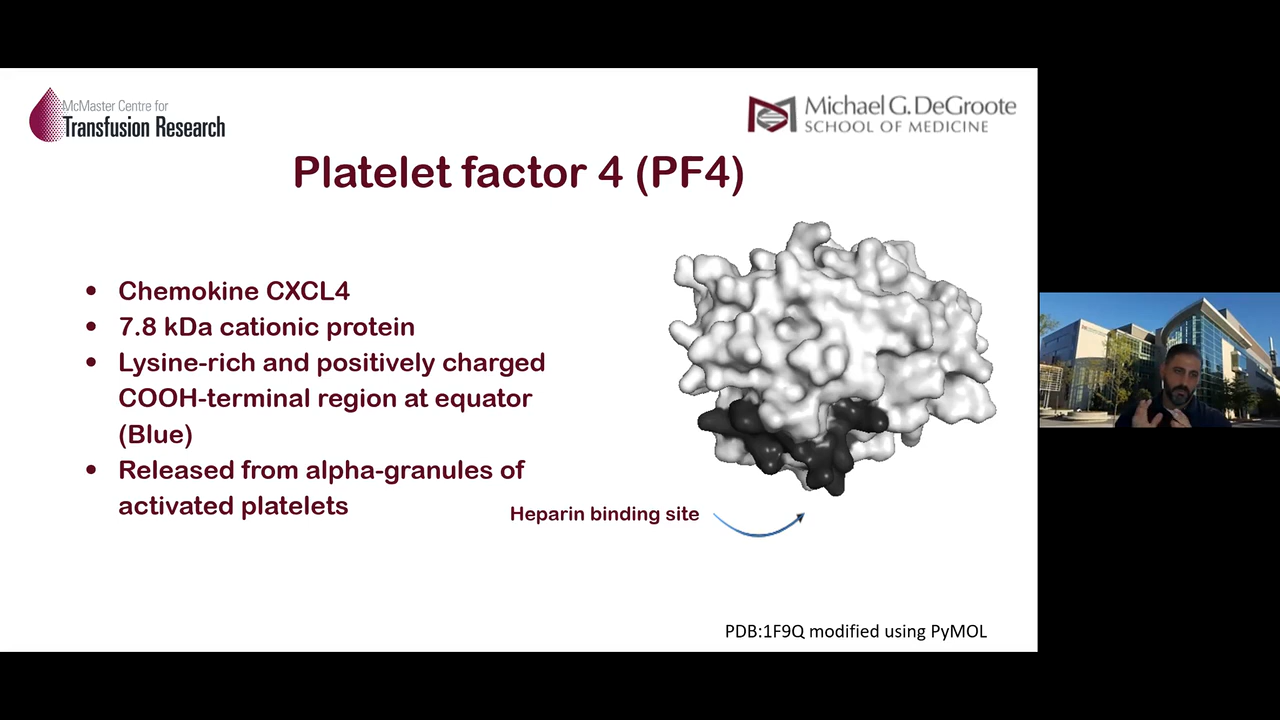 McMaster Centre for
Transfusion Research
Michael G. DeGroote
SCHOOL OF MEDICINE
Platelet factor 4 (PF4)
• Chemokine CXCL4
• 7.8 kDa cationic protein
• Lysine-rich and positively charged
COOH-terminal region at equator
(Blue)
• Released from alpha-granules of
activated platelets
Heparin binding site
PDB:1F9Q modified using PyMOL